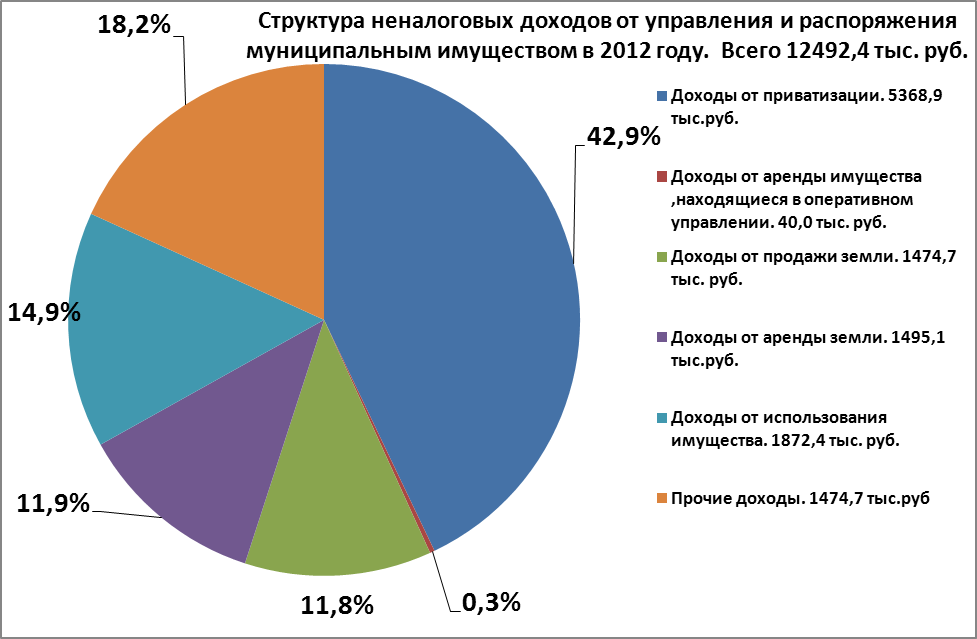 Структура неналоговых доходов от управления и распоряжения
муниципальным имуществом в 2012 году.  Всего 12492,4 тыс. руб.
18,2%
42,9%
14,9%
11,9%
11,8%
0,3%
Доходы от приватизации. 5368,9
тыс.руб.
Доходы от аренды имущества
,находящиеся в оперативном
управлении. 40,0 тыс. руб.
Доходы от продажи земли. 1474,7
тыс. руб.
Доходы от аренды земли. 1495,1
тыс.руб.
Доходы от использования
имущества. 1872,4 тыс. руб.
Прочие доходы. 1474,7 тыс.руб